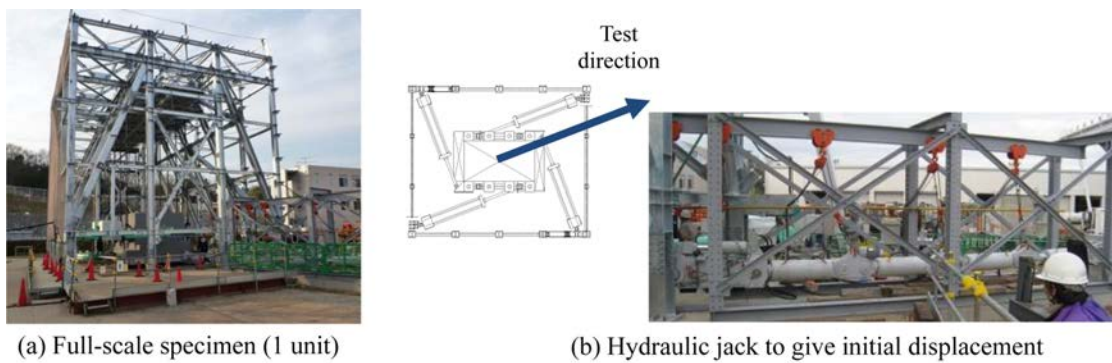 Test
direction
(a) Full-scale specimen (1 unit)
(b) Hydraulic jack to give initial displacement